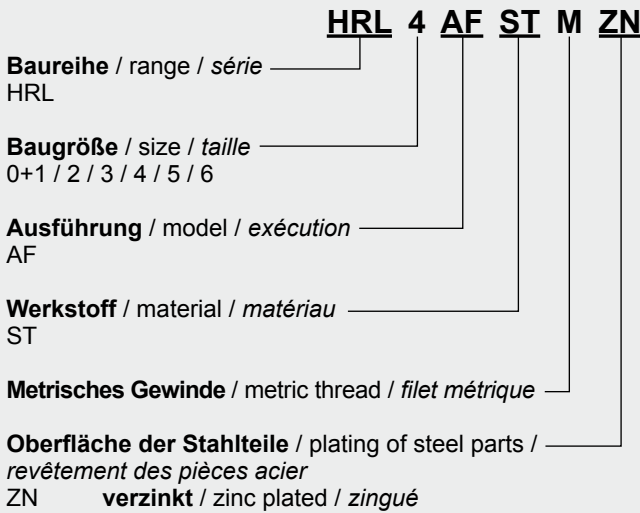 HRL 4 AF ST M ZN
Baureihe / range / série
HRL
Baugröße / size / taille
0+1 / 2 / 3 / 4 / 5 / 6
Ausführung / model / exécution
AF
Werkstoff / material / matériau
ST
Metrisches Gewinde / metric thread / filet métrique
Oberfläche der Stahlteile / plating of steel parts /
revêtement des pièces acier
ZN verzinkt / zinc plated / zingué